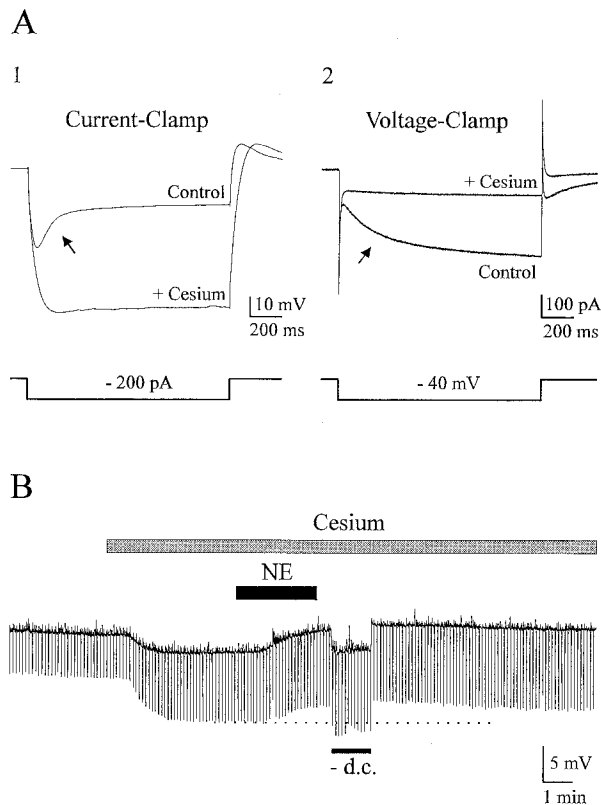 A
1
2
Current-Clamp
Voltage-Clamp
Control
+ Cesium
+ Cesium
Control
10 mV
200 ms
100 pA
200 ms
- 200 pA
- 40 mV
B
Cesium
NE
- d.c.
5 mV
1 min